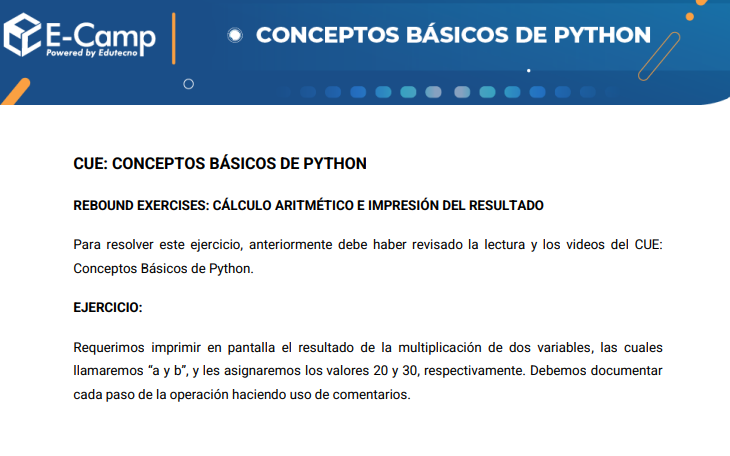 E-Camp
Powered by Edutecno
CONCEPTOS BÁSICOS DE PYTHON
CUE: CONCEPTOS BÁSICOS DE PYTHON
REBOUND EXERCISES: CÁLCULO ARITMÉTICO E IMPRESIÓN DEL RESULTADO
Para resolver este ejercicio, anteriormente debe haber revisado la lectura y los videos del CUE:
Conceptos Básicos de Python.
EJERCICIO:
Requerimos imprimir en pantalla el resultado de la multiplicación de dos variables, las cuales
llamaremos “a y b”, y les asignaremos los valores 20 y 30, respectivamente. Debemos documentar
cada paso de la operación haciendo uso de comentarios.